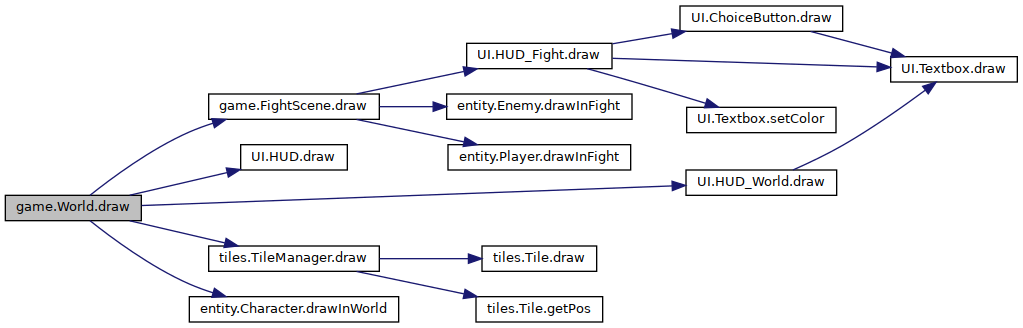 UI.ChoiceButton.draw
UI.HUD_Fight.draw
UI.Textbox.draw
game.FightScene.draw
entity.Enemy.drawInFight
UI.Textbox.setColor
UI.HUD.draw
entity.Player.drawInFight
UI.HUD_World.draw
game.World.draw
tiles.TileManager.draw
tiles.Tile.draw
entity.Character.drawInWorld
tiles.Tile.getPos